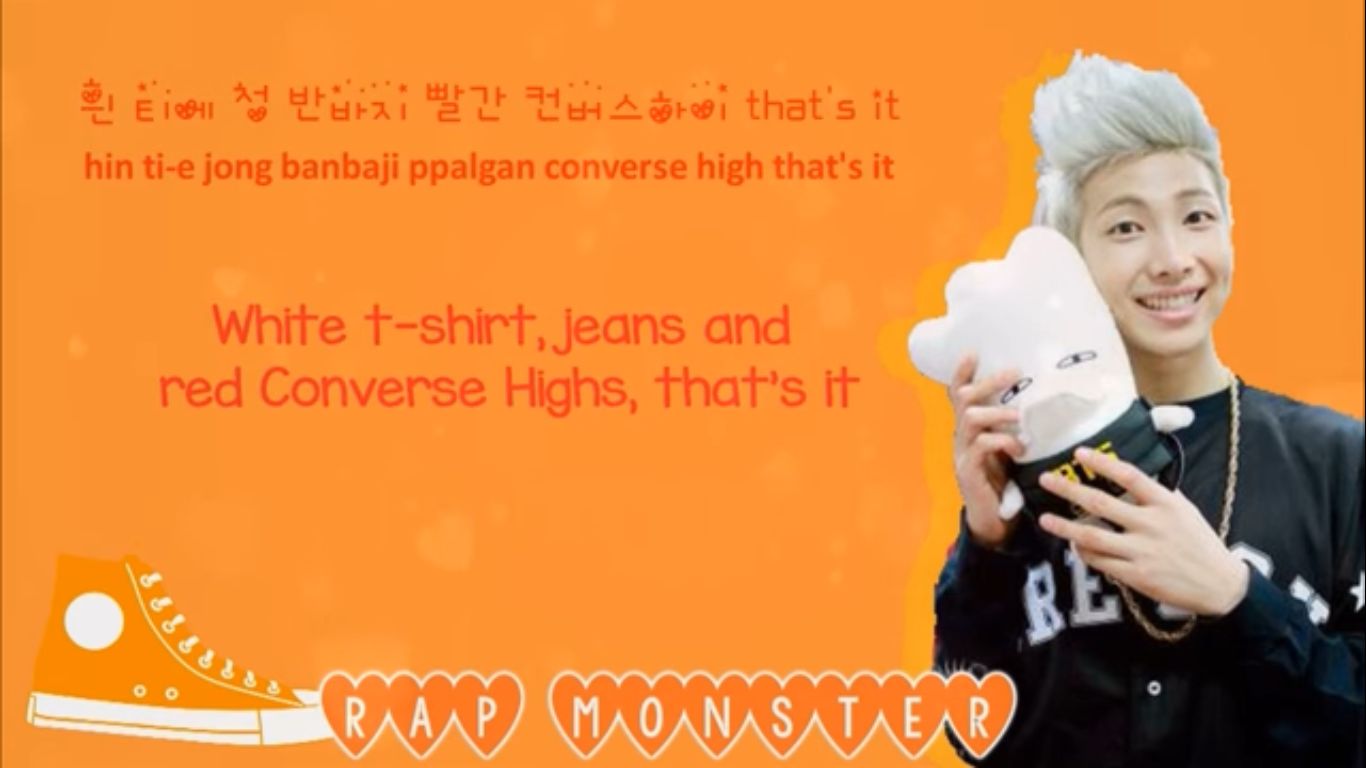 흰 티에 청 반바지 빨간 컨버스하이 that's it
hin ti-e jong banbaji ppalgan converse high that's it
White t-shirt, jeans and
red Converse Highs, that's it
BTS
RAP MONSTER